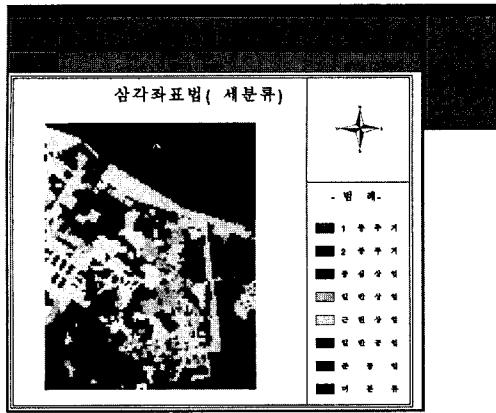 삼각좌표법( 세분류)
- 범 례-
1 종 주 거
2 종 주 거
중 심 상 업
일 반 상 업
근 린 상 업
일 반 공 업
준 공 업
미 분 류